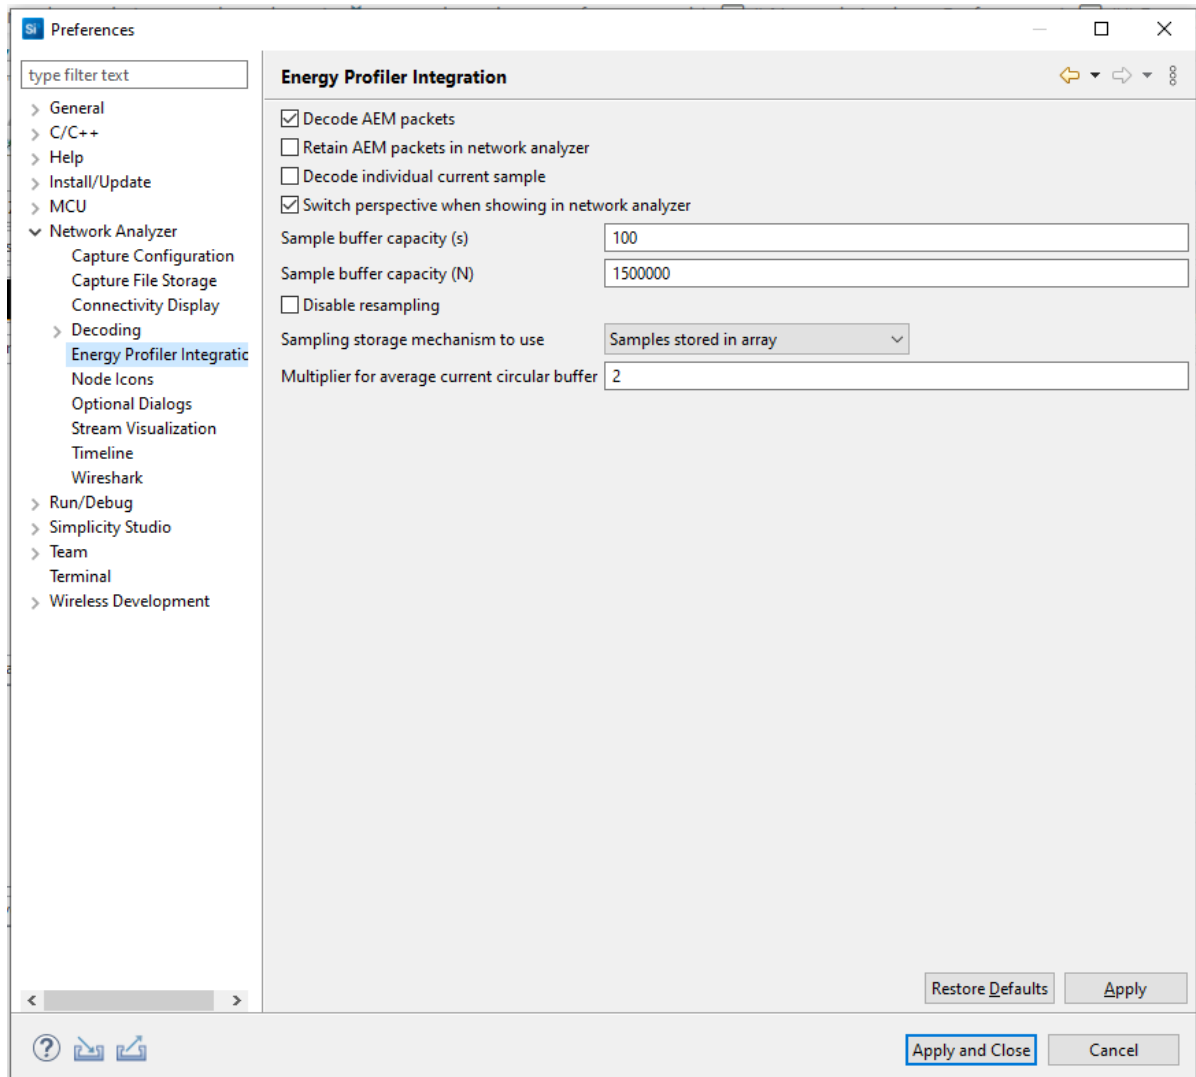 Si
Preferences
type filter text
General
C/C++
Help
Install/Update
MCU
Network Analyzer
Capture Configuration
Capture File Storage
Connectivity Display
Decoding
Energy Profiler Integratic
Node Icons
Optional Dialogs
Stream Visualization
Timeline
Wireshark
Run/Debug
Simplicity Studio
Team
Terminal
Wireless Development
Energy Profiler Integration
Decode AEM packets
Retain AEM packets in network analyzer
Decode individual current sample
Switch perspective when showing in network analyzer
Sample buffer capacity (s) 100
Sample buffer capacity (N) 1500000
Disable resampling
Sampling storage mechanism to use Samples stored in array
Multiplier for average current circular buffer 2
Restore Defaults Apply
Apply and Close Cancel